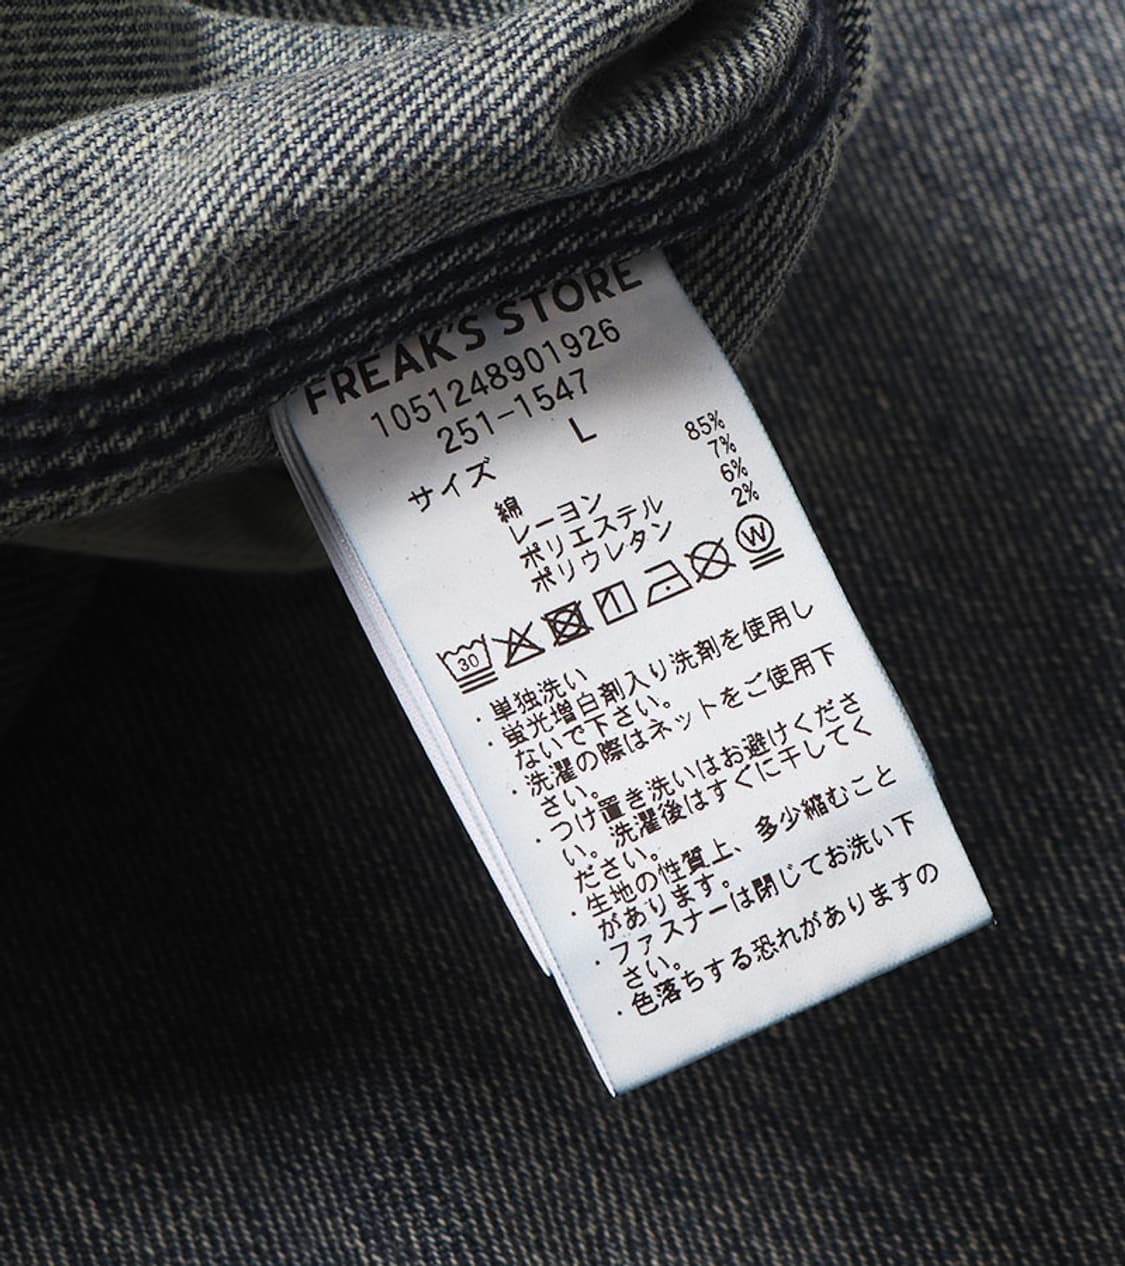 FREAK'S STORE
1051248901926
251-1547
サイズ L
綿 85%
レーヨン 7%
ポリエステル 6%
ポリウレタン 2%
30 W
・単独洗い
・蛍光増白剤入り洗剤を使用し
ないで下さい。
・洗濯の際はネットをご使用下
さい。
・つけ置き洗いはお避けくださ
い。洗濯後はすぐに干してく
ださい。
・生地の性質上、多少縮むこと
があります。
・ファスナーは閉じてお洗い下
さい。
・色落ちする恐れがありますの